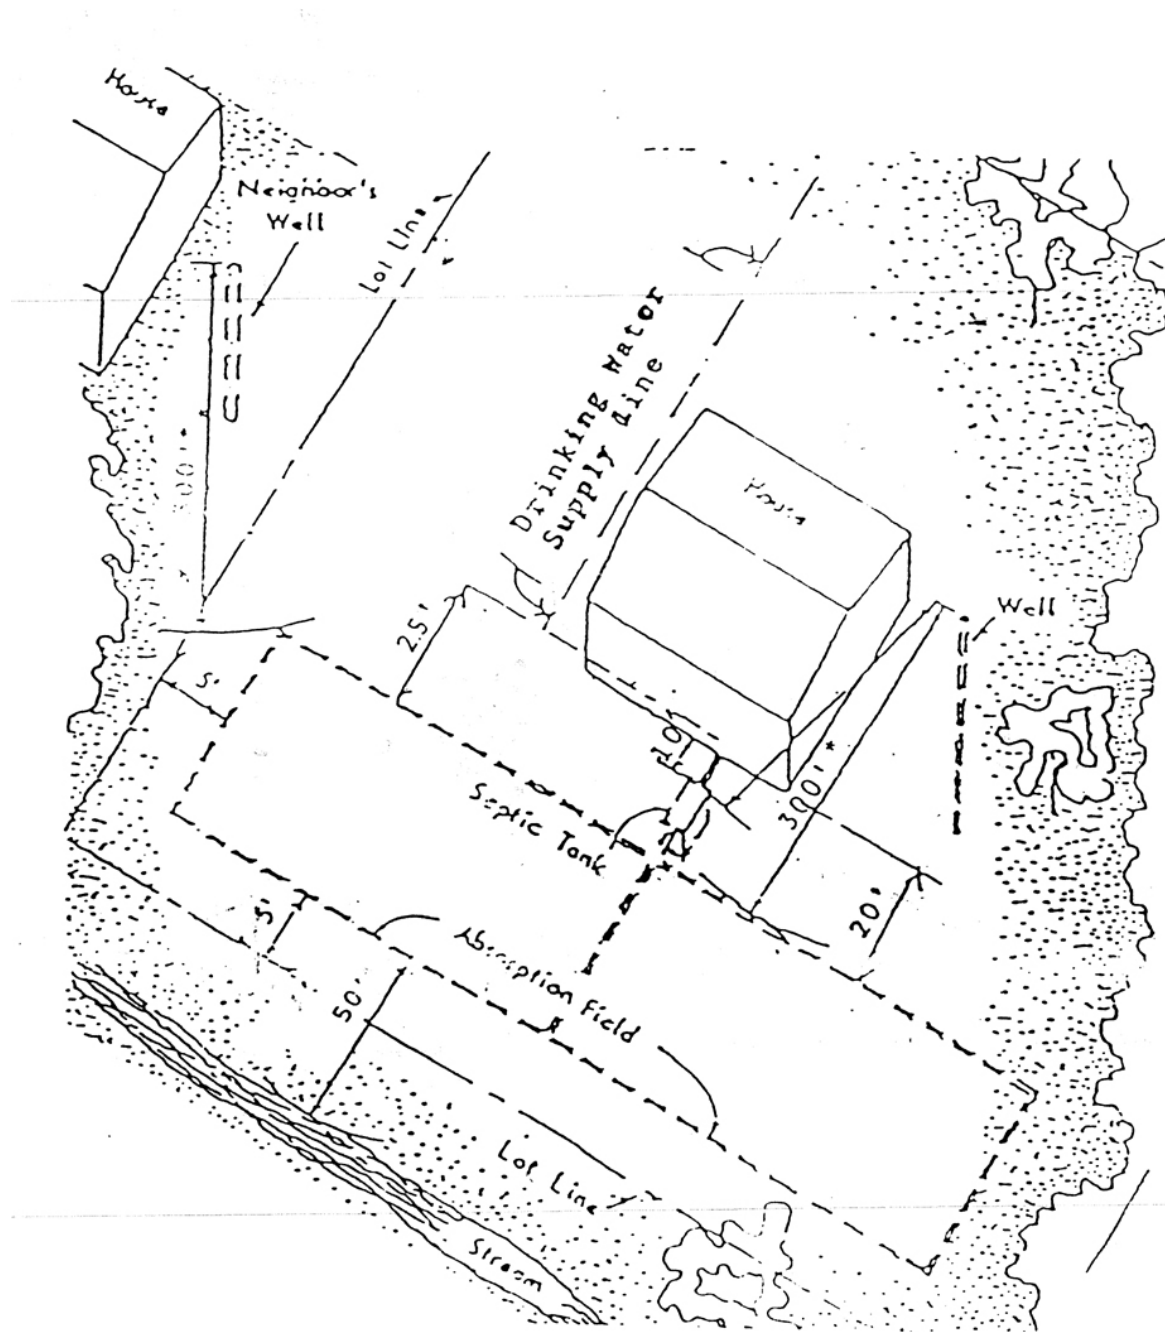 House
Neighbor's
Well
Lot Line
Drinking Water
Supply Line
House
Well
25'
5'
10'
300'*
Septic Tank
20'
5'
Absorption Field
50'
Lot Line
Stream